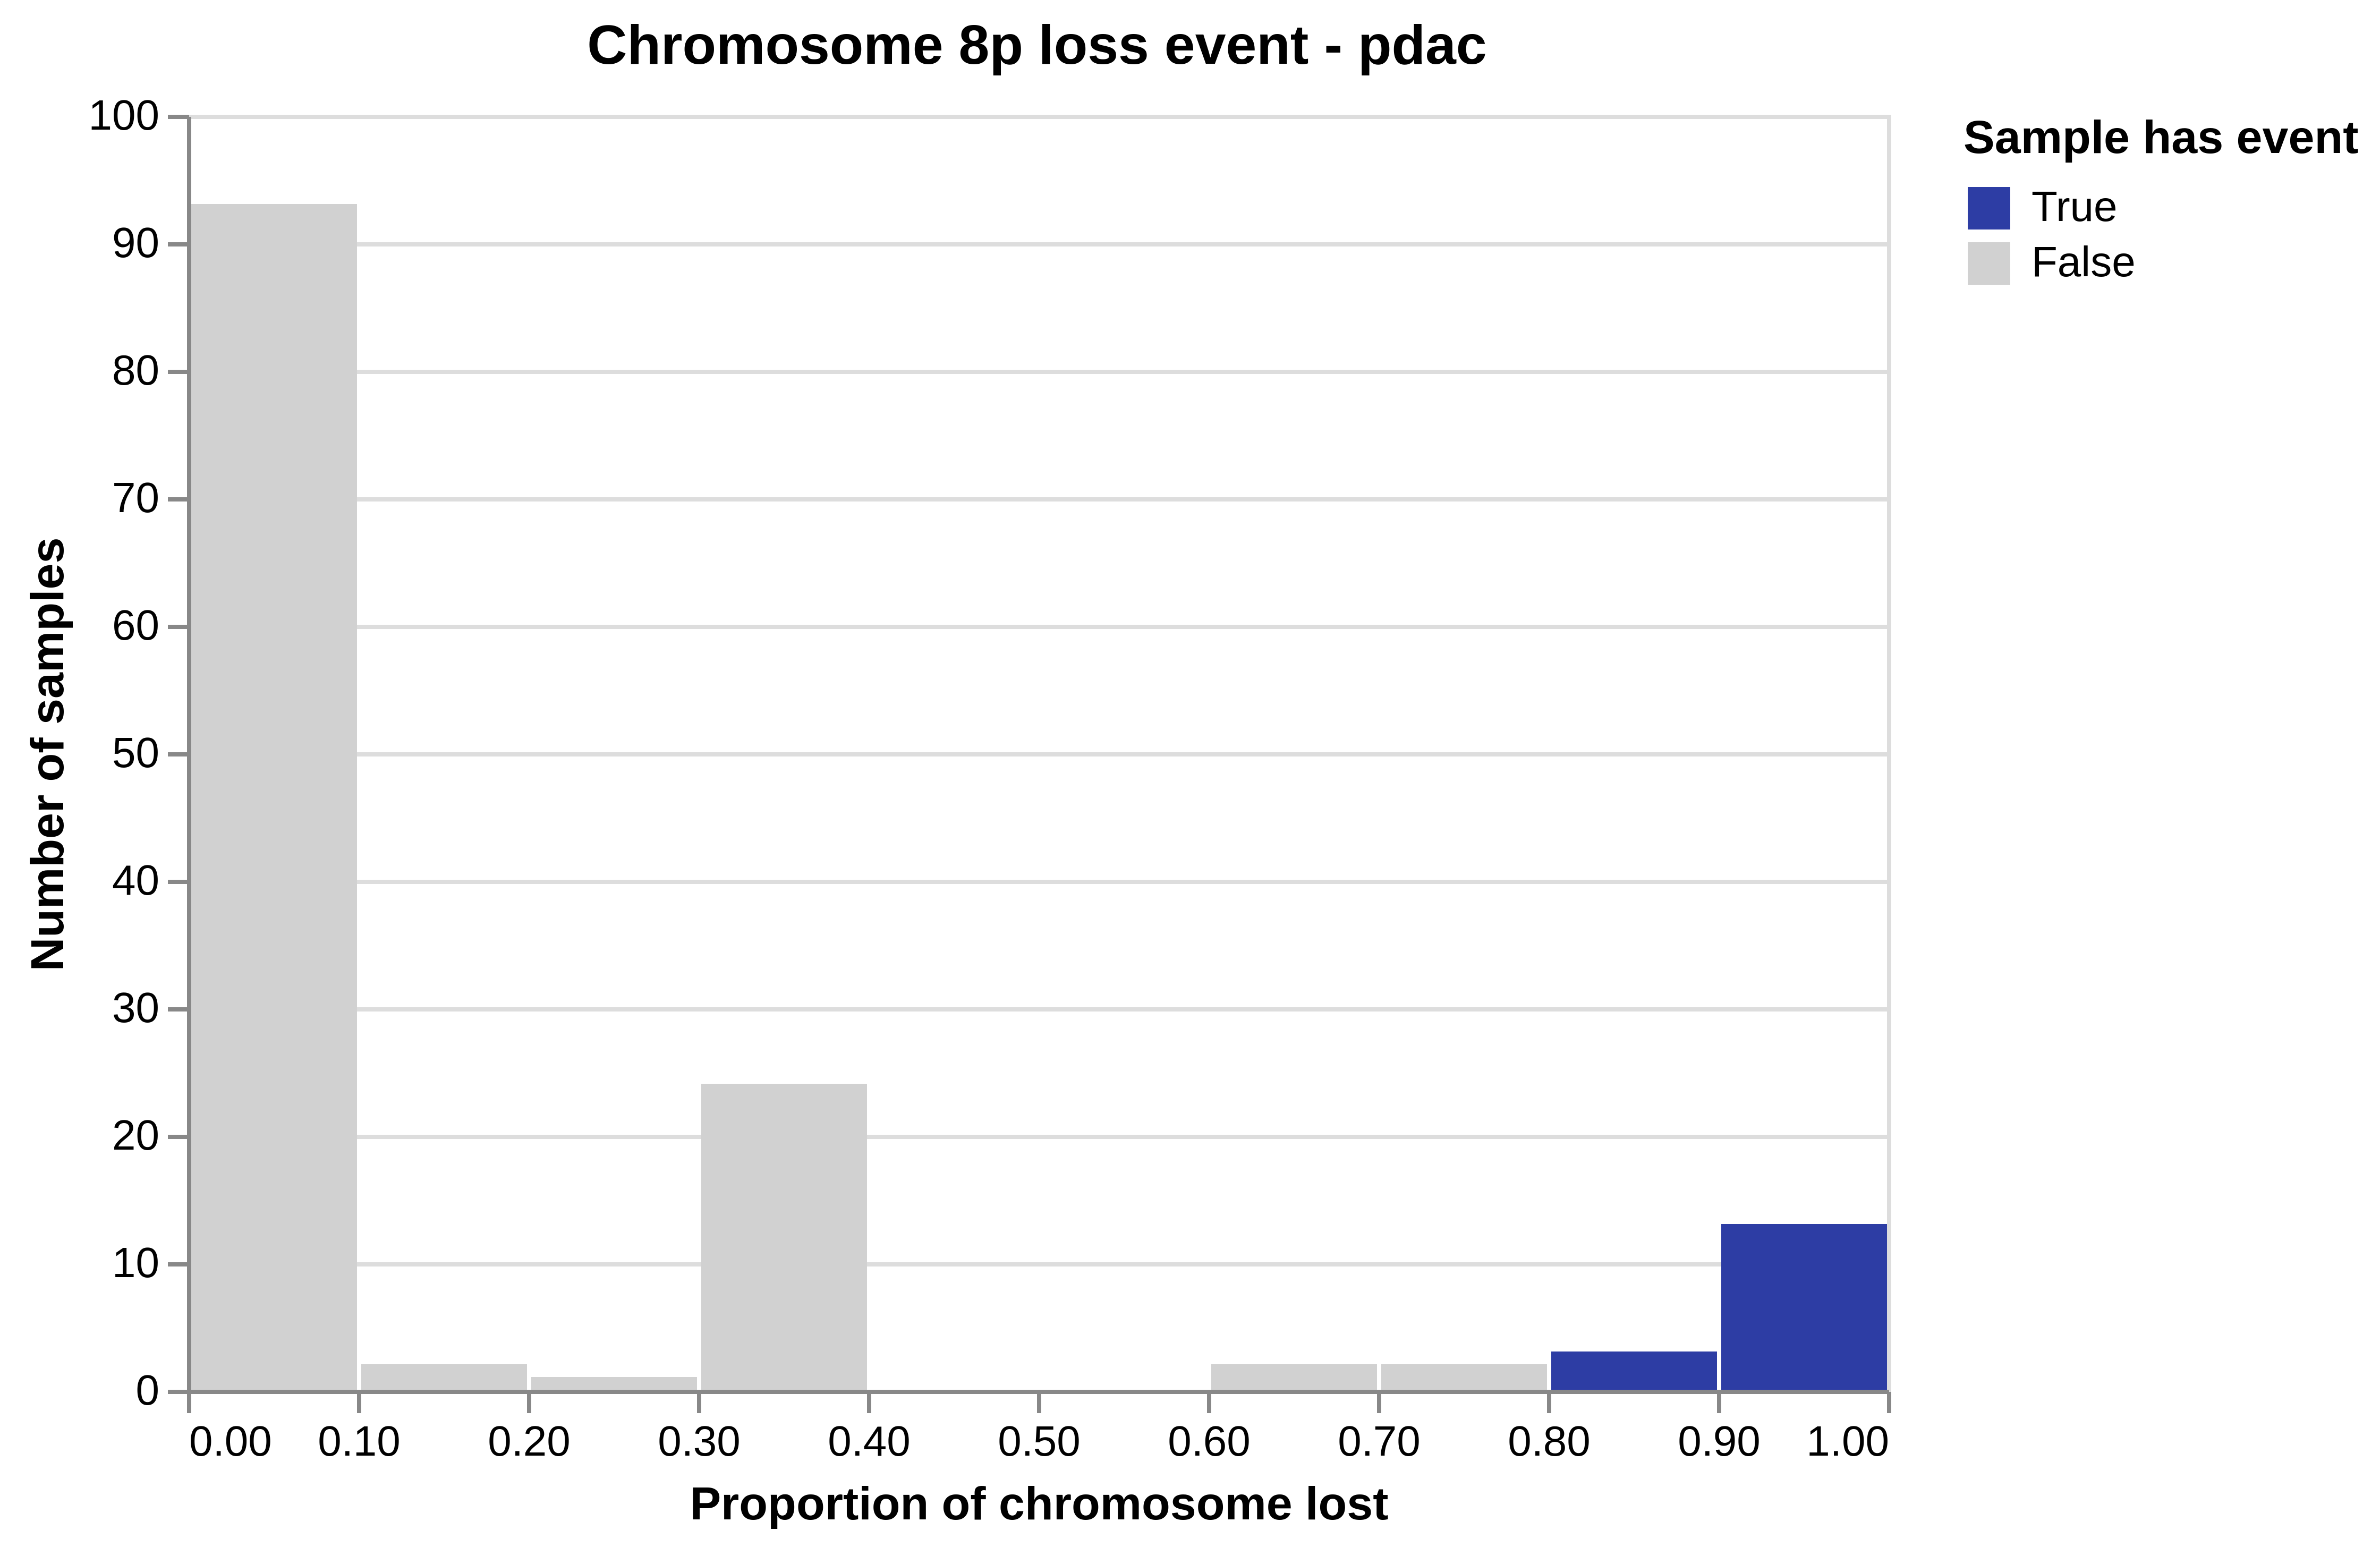 Chromosome 8p loss event - pdac
100
90
80
70
60
50
40
30
20
10
0
Number of samples
0.00 0.10 0.20 0.30 0.40 0.50 0.60 0.70 0.80 0.90 1.00
Proportion of chromosome lost
Sample has event
True
False